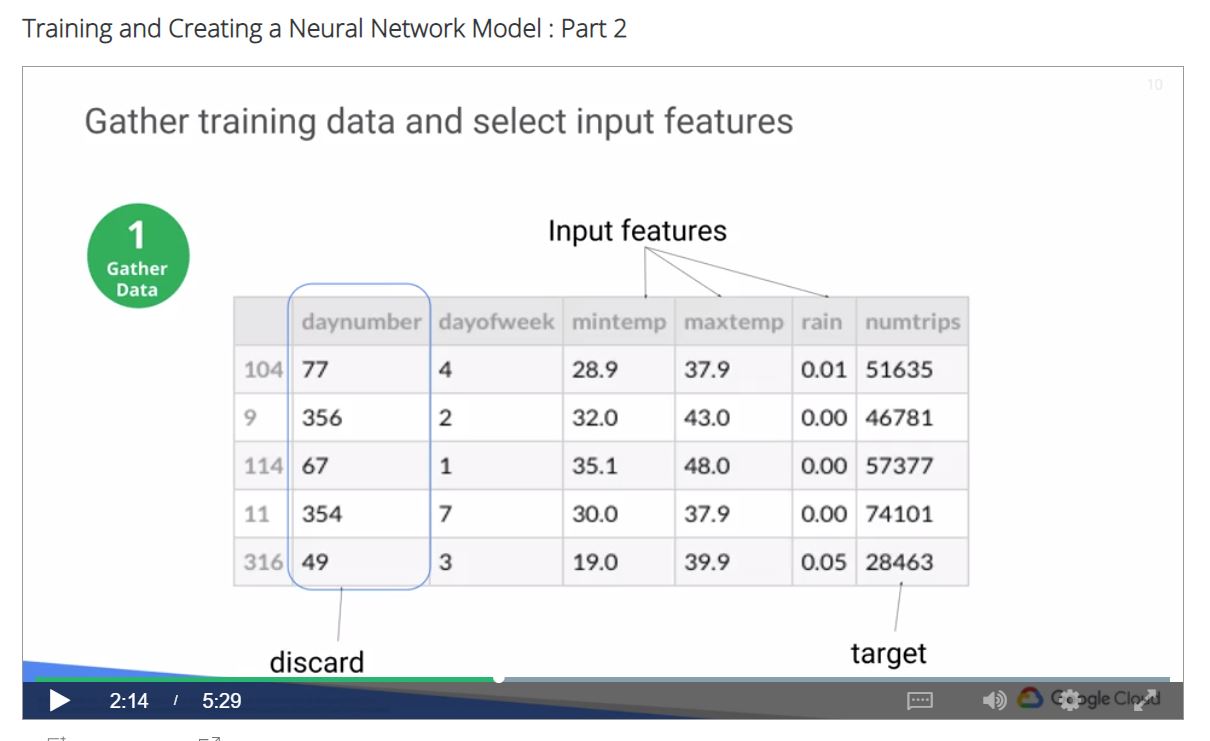 Training and Creating a Neural Network Model : Part 2
10
Gather training data and select input features
1
Gather
Data
Input features
daynumber dayofweek mintemp maxtemp rain numtrips
104 77 4 28.9 37.9 0.01 51635
9 356 2 32.0 43.0 0.00 46781
114 67 1 35.1 48.0 0.00 57377
11 354 7 30.0 37.9 0.00 74101
316 49 3 19.0 39.9 0.05 28463
discard
target
2:14 / 5:29
Google Cloud